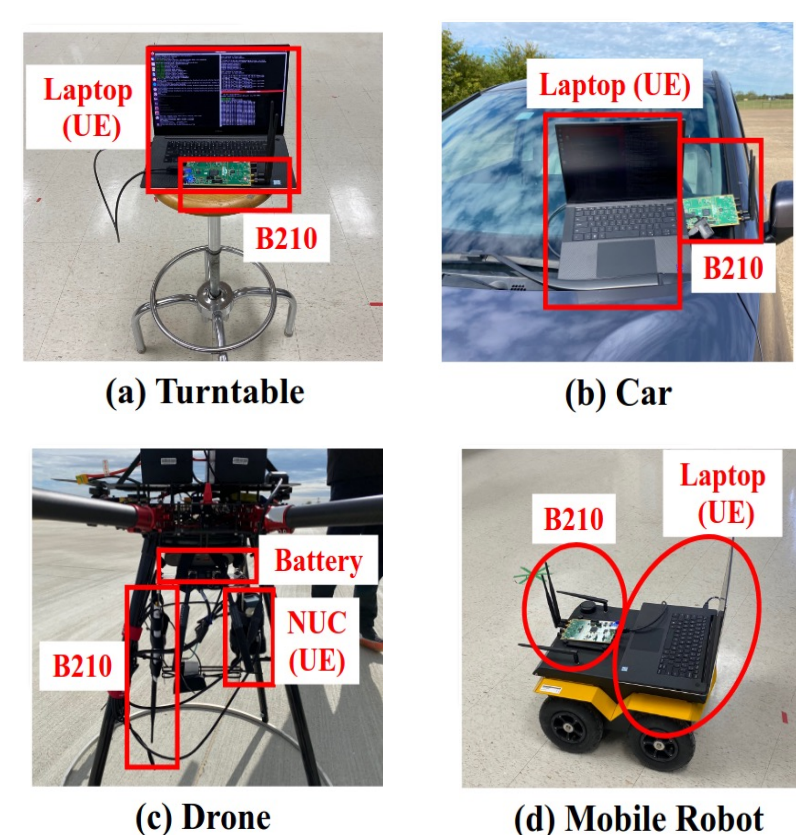 Laptop
(UE)
B210
(a) Turntable
Laptop (UE)
B210
(b) Car
Battery
NUC
(UE)
B210
(c) Drone
Laptop
(UE)
B210
(d) Mobile Robot